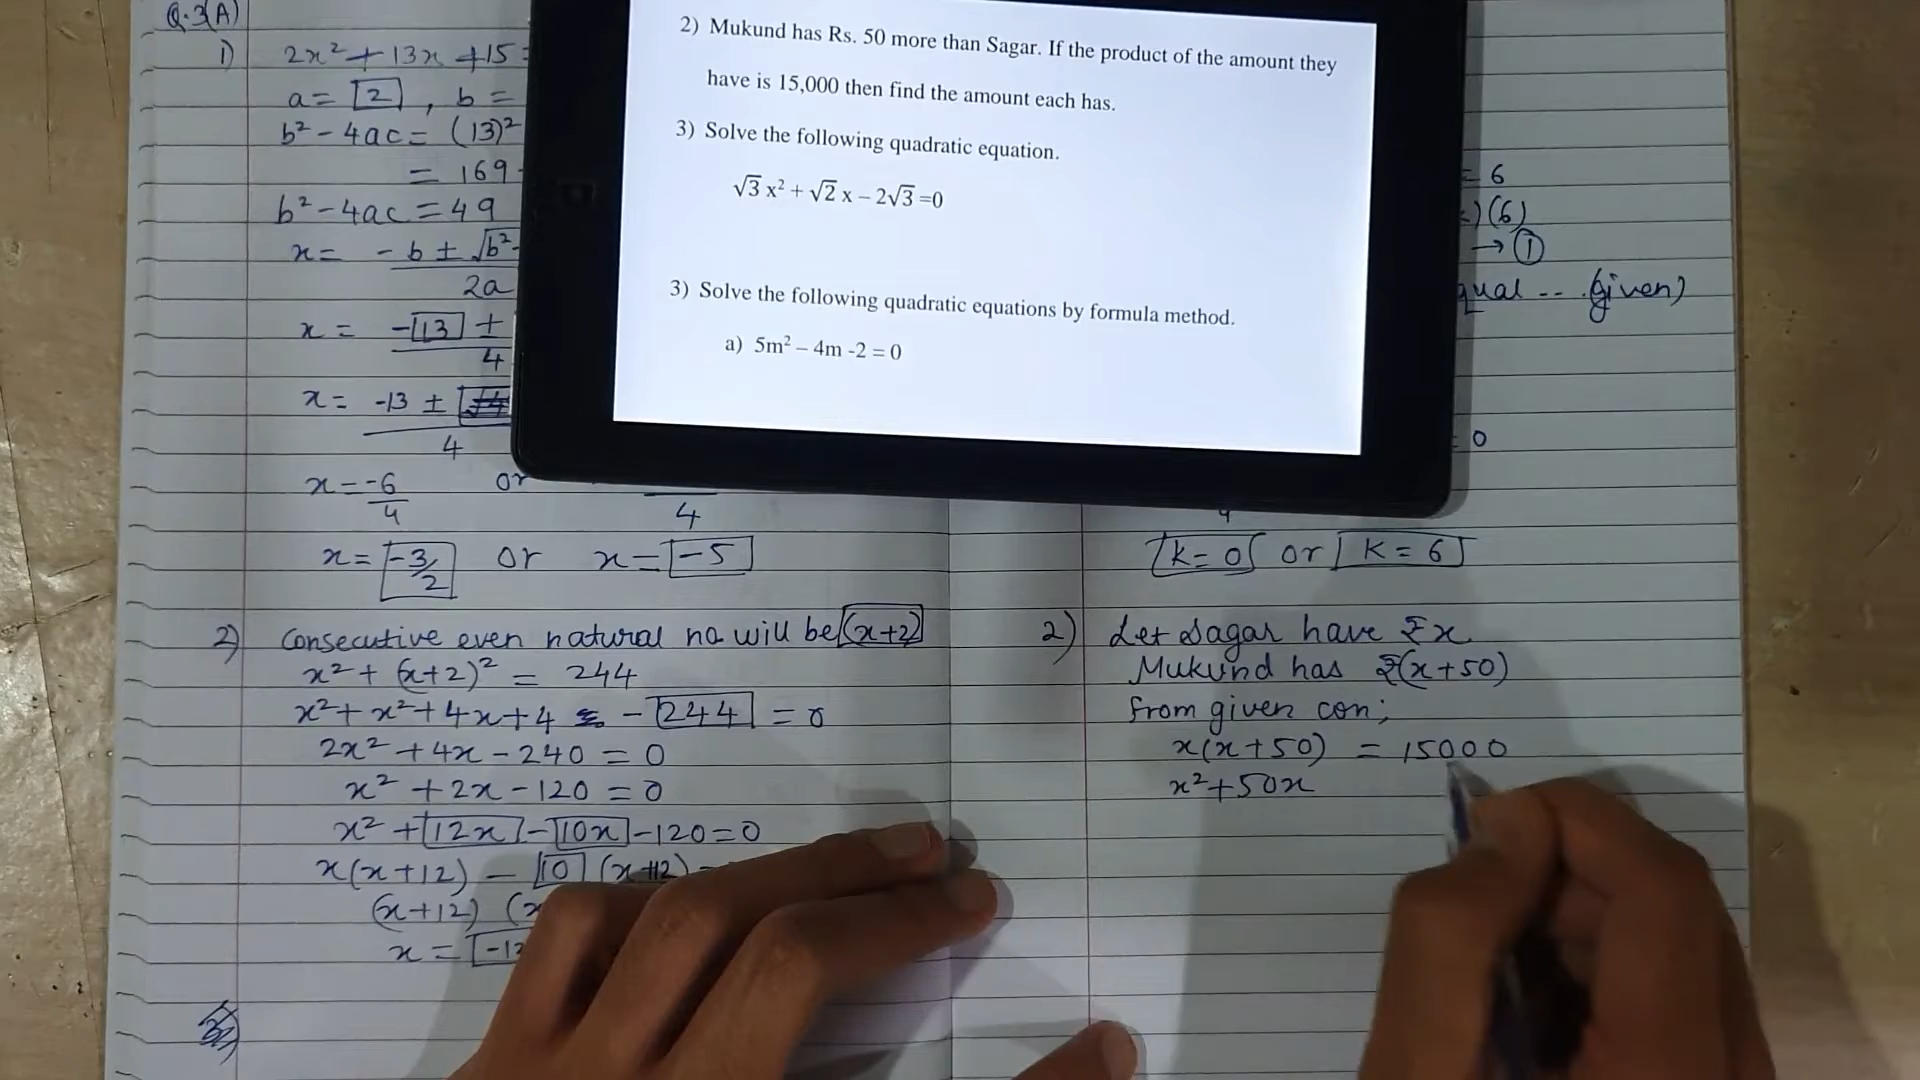 Q.3(A)
1) 2x² + 13x + 15 =
a = 2 , b =
b² - 4ac = (13)²
= 169
b² - 4ac = 49
x = -b ± √b²-
2a
x = -13 ±
4
x = -13 ±
4
x = -6 or
4 4
x = -3/2 or x = -5
2) Consecutive even natural no will be (x+2)
x² + (x+2)² = 244
x² + x² + 4x + 4 - 244 = 0
2x² + 4x - 240 = 0
x² + 2x - 120 = 0
x² + 12x - 10x - 120 = 0
x(x+12) - 10 (x+12) -
(x+12) (x
x = -12
2) Mukund has Rs. 50 more than Sagar. If the product of the amount they
have is 15,000 then find the amount each has.
3) Solve the following quadratic equation.
√3 x² + √2 x – 2√3 =0
3) Solve the following quadratic equations by formula method.
a) 5m² – 4m -2 = 0
= 6
)(6)
→ ①
qual -- (given)
= 0
4
k = 0 or k = 6
2) Let Sagar have ₹x
Mukund has ₹(x+50)
from given con;
x(x+50) = 15000
x² + 50x